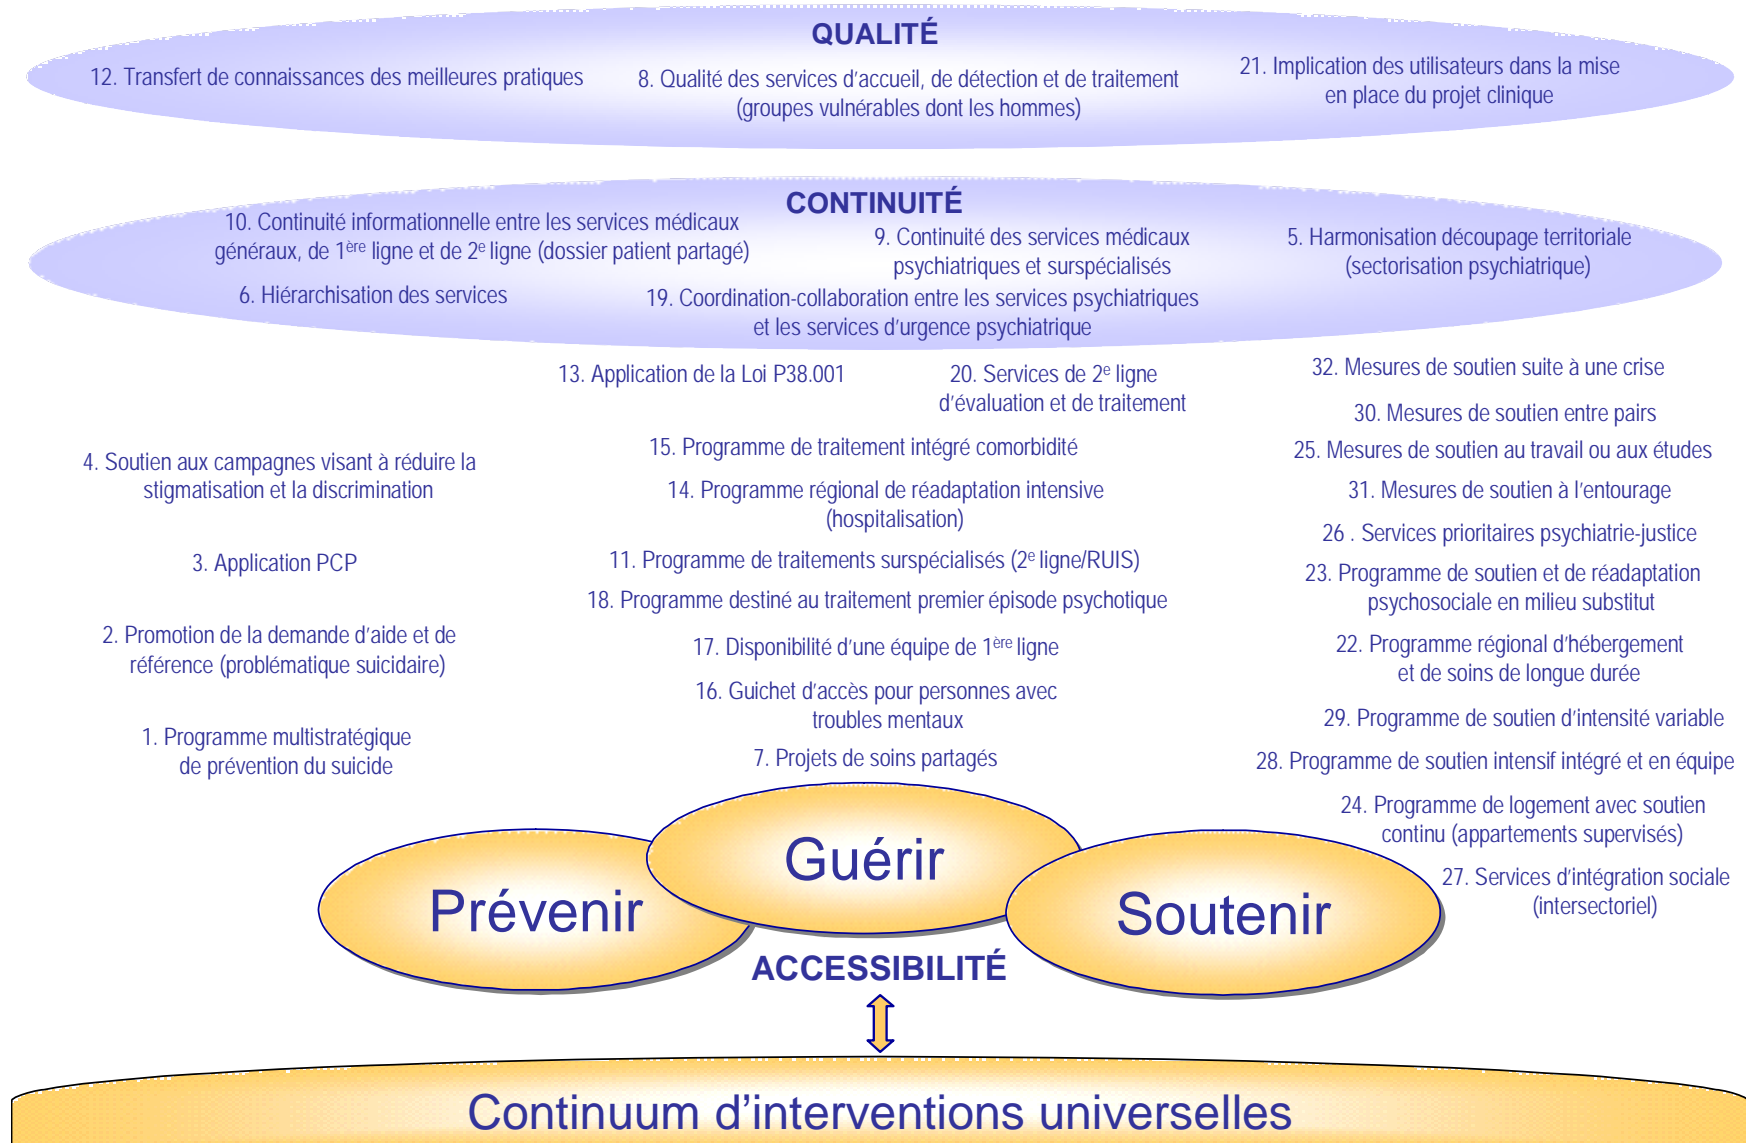 QUALITÉ
12. Transfert de connaissances des meilleures pratiques
8. Qualité des services d'accueil, de détection et de traitement
(groupes vulnérables dont les hommes)
21. Implication des utilisateurs dans la mise
en place du projet clinique
CONTINUITÉ
10. Continuité informationnelle entre les services médicaux
généraux, de 1ère ligne et de 2e ligne (dossier patient partagé)
9. Continuité des services médicaux
psychiatriques et surspécialisés
5. Harmonisation découpage territoriale
(sectorisation psychiatrique)
6. Hiérarchisation des services
19. Coordination-collaboration entre les services psychiatriques
et les services d'urgence psychiatrique
4. Soutien aux campagnes visant à réduire la
stigmatisation et la discrimination
3. Application PCP
2. Promotion de la demande d'aide et de
référence (problématique suicidaire)
1. Programme multistratégique
de prévention du suicide
13. Application de la Loi P38.001
20. Services de 2e ligne
d'évaluation et de traitement
15. Programme de traitement intégré comorbidité
14. Programme régional de réadaptation intensive
(hospitalisation)
11. Programme de traitements surspécialisés (2e ligne/RUIS)
18. Programme destiné au traitement premier épisode psychotique
17. Disponibilité d'une équipe de 1ère ligne
16. Guichet d'accès pour personnes avec
troubles mentaux
7. Projets de soins partagés
32. Mesures de soutien suite à une crise
30. Mesures de soutien entre pairs
25. Mesures de soutien au travail ou aux études
31. Mesures de soutien à l'entourage
26 . Services prioritaires psychiatrie-justice
23. Programme de soutien et de réadaptation
psychosociale en milieu substitut
22. Programme régional d'hébergement
et de soins de longue durée
29. Programme de soutien d'intensité variable
28. Programme de soutien intensif intégré et en équipe
24. Programme de logement avec soutien
continu (appartements supervisés)
27. Services d'intégration sociale
(intersectoriel)
Prévenir
Guérir
Soutenir
ACCESSIBILITÉ
Continuum d'interventions universelles